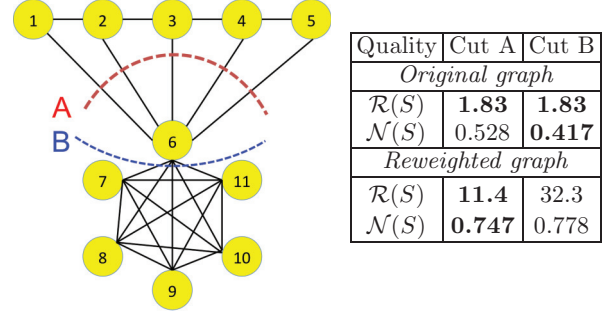 1 2 3 4 5
A
B
6
7 11
8 10
9
Quality Cut A Cut B
Original graph
R(S) 1.83 1.83
N(S) 0.528 0.417
Reweighted graph
R(S) 11.4 32.3
N(S) 0.747 0.778